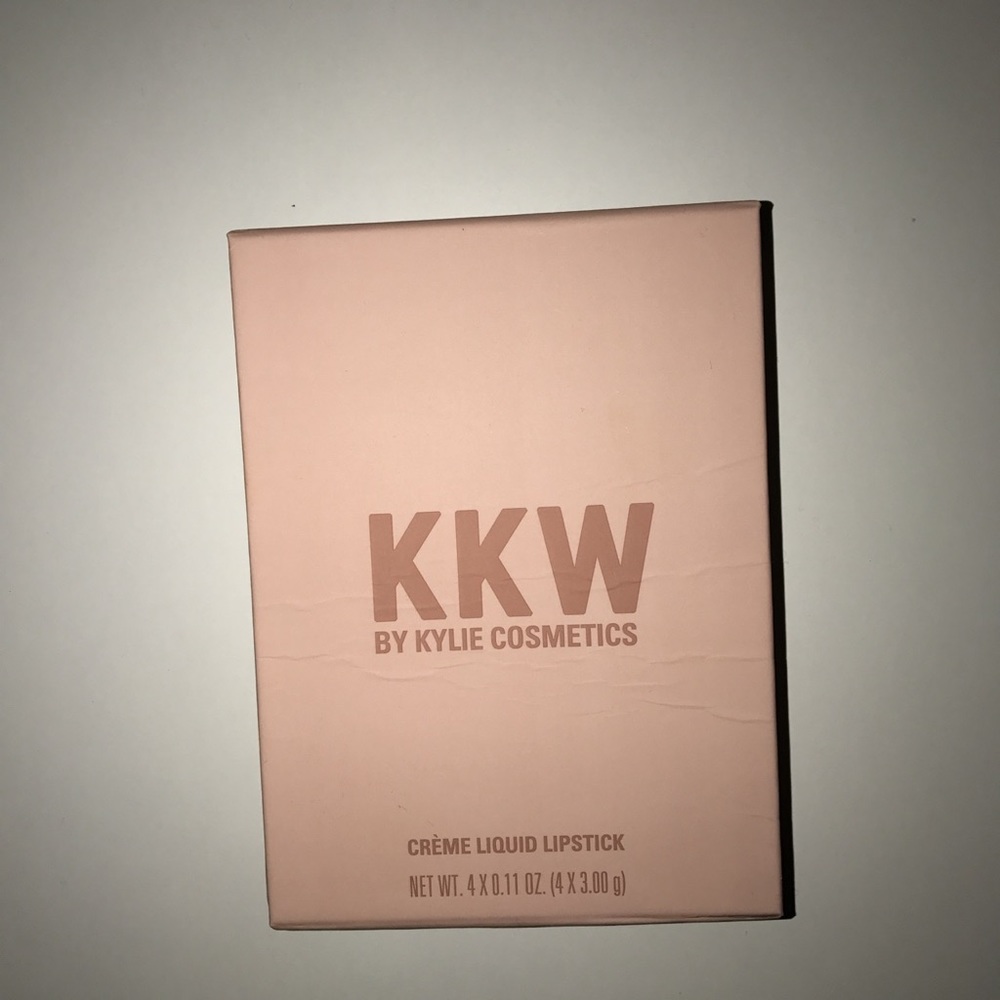 KKW
BY KYLIE COSMETICS
CRÈME LIQUID LIPSTICK
NET WT. 4 X 0.11 OZ. (4 X 3.00 g)